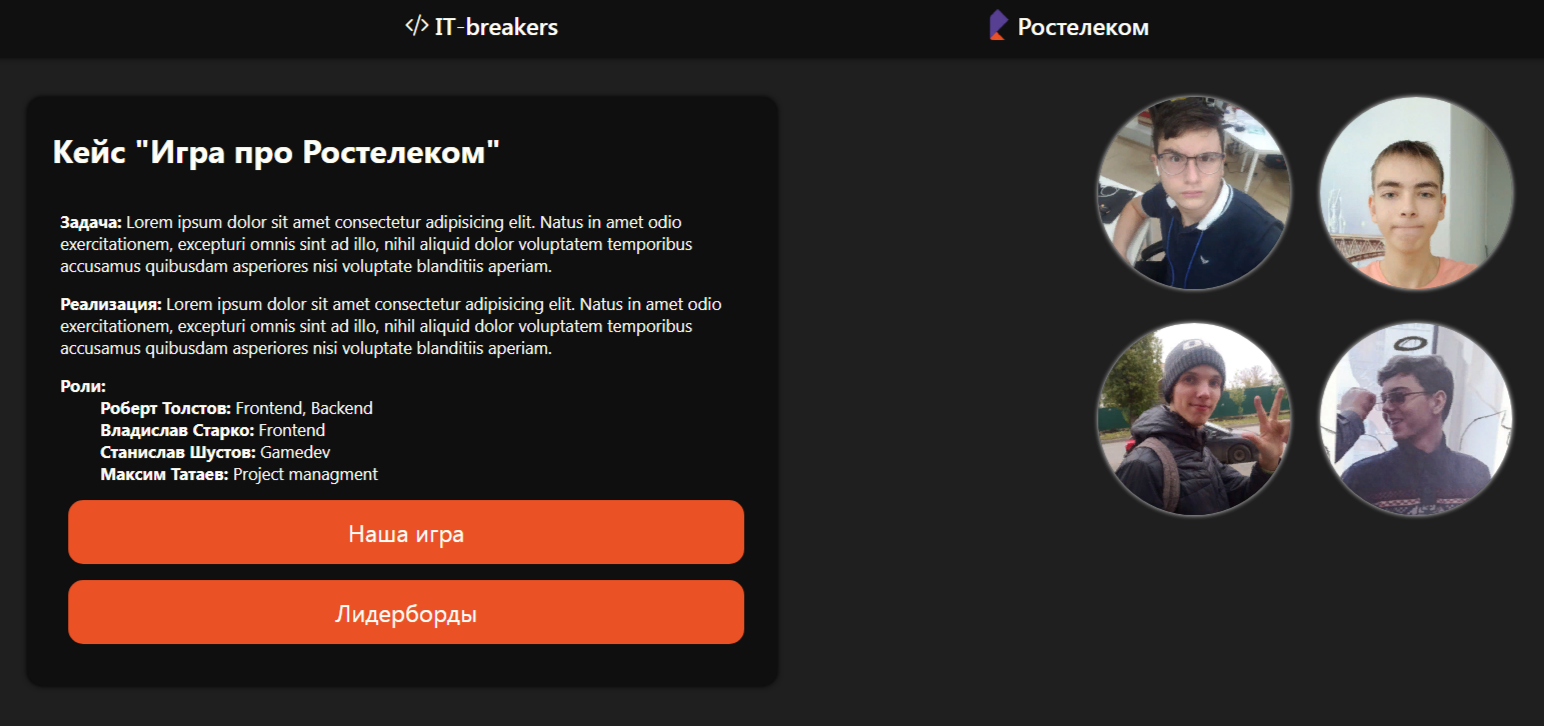 </> IT-breakers
Ростелеком
Кейс "Игра про Ростелеком"
Задача: Lorem ipsum dolor sit amet consectetur adipisicing elit. Natus in amet odio
exercitationem, excepturi omnis sint ad illo, nihil aliquid dolor voluptatem temporibus
accusamus quibusdam asperiores nisi voluptate blanditiis aperiam.
Реализация: Lorem ipsum dolor sit amet consectetur adipisicing elit. Natus in amet odio
exercitationem, excepturi omnis sint ad illo, nihil aliquid dolor voluptatem temporibus
accusamus quibusdam asperiores nisi voluptate blanditiis aperiam.
Роли:
Роберт Толстов: Frontend, Backend
Владислав Старко: Frontend
Станислав Шустов: Gamedev
Максим Татаев: Project managment
Наша игра
Лидерборды